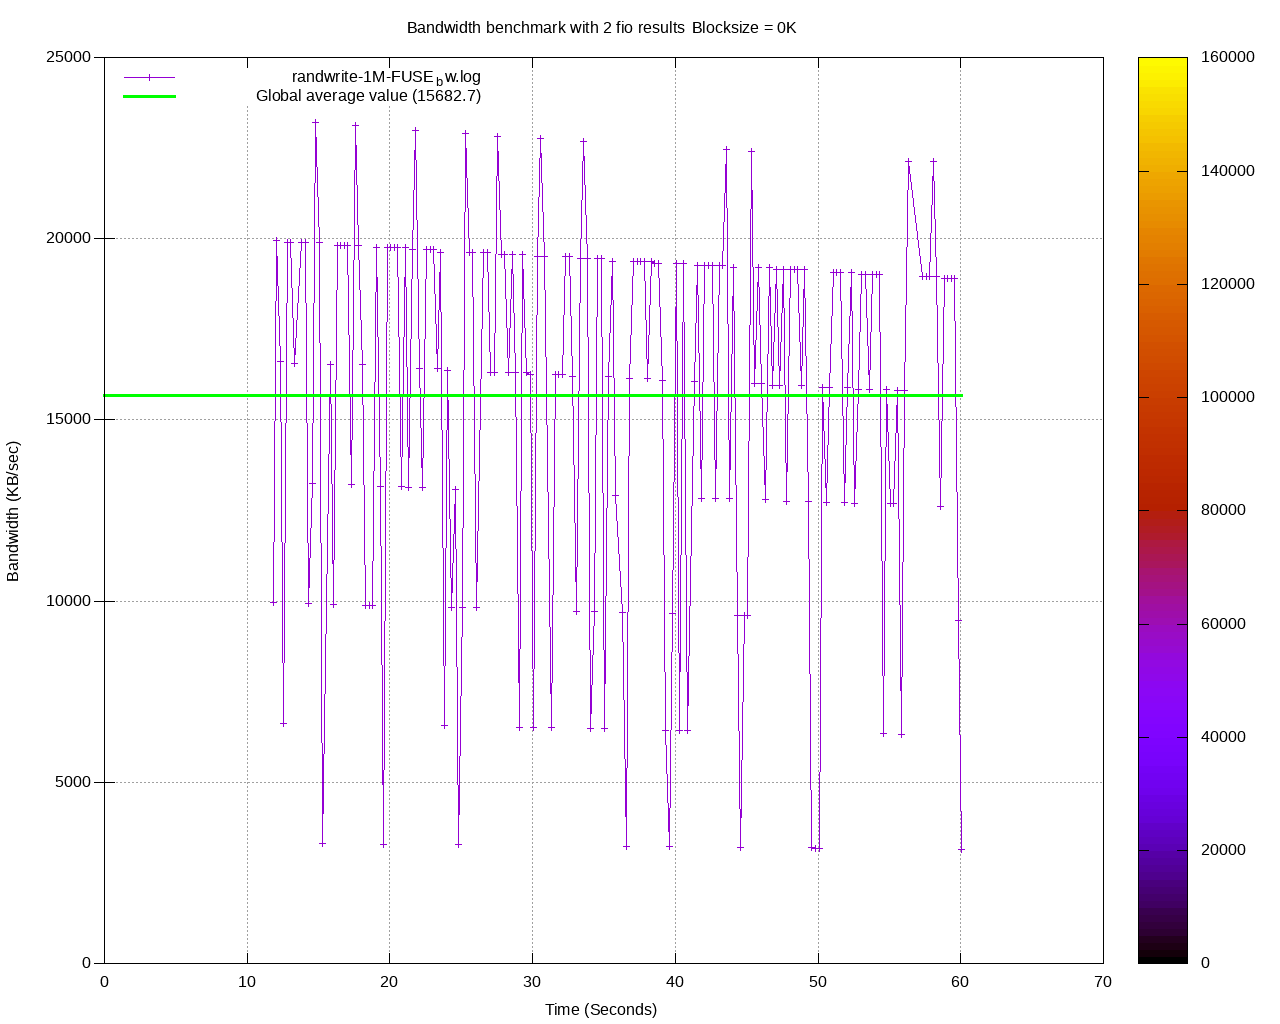 Bandwidth benchmark with 2 fio results Blocksize = 0K
randwrite-1M-FUSE_bw.log
Global average value (15682.7)
Bandwidth (KB/sec)
25000
20000
15000
10000
5000
0
0 10 20 30 40 50 60 70
Time (Seconds)
160000
140000
120000
100000
80000
60000
40000
20000
0